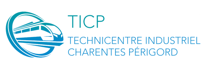 TICP
TECHNICENTRE INDUSTRIEL
CHARENTES PÉRIGORD